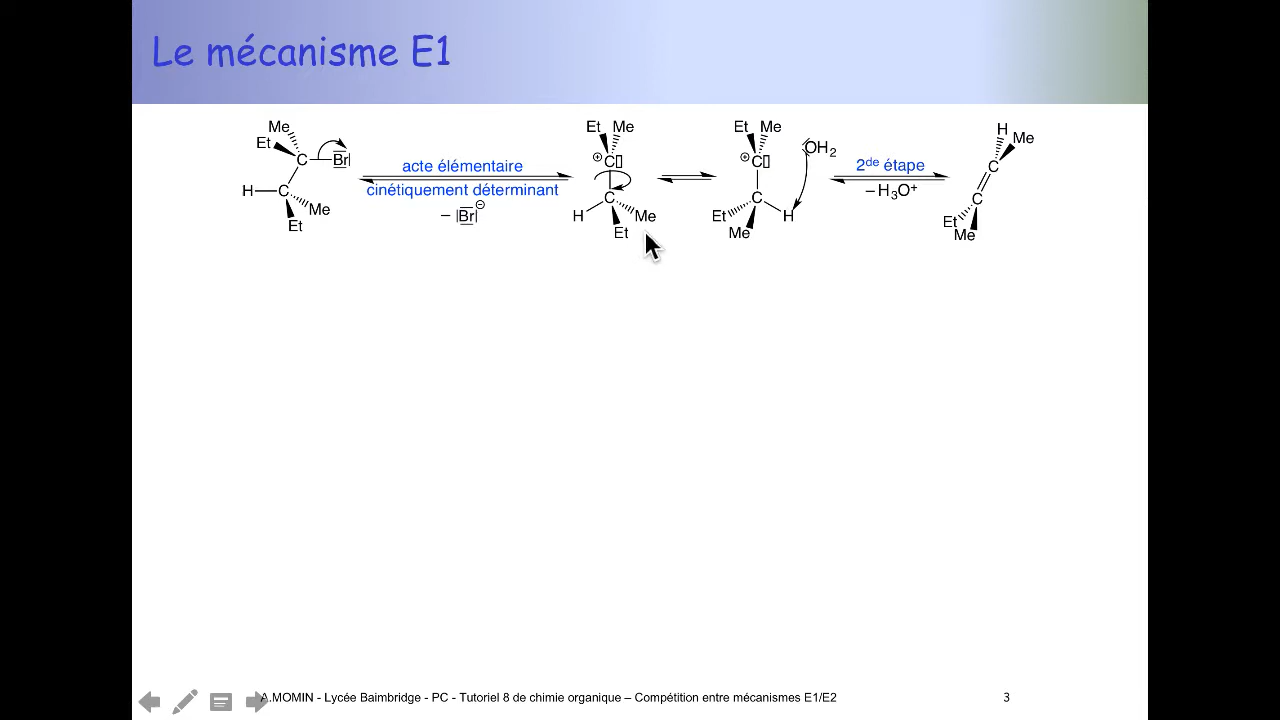 Le mécanisme E1
Me
Et
C
Br
H
C
Me
Et
acte élémentaire
cinétiquement déterminant
– |Br|⊖
Et Me
⊕C
C
H
Me
Et
Et Me
⊕C
C
Et
H
Me
OH2
2de étape
– H3O+
H
Me
C
C
Et
Me
A.MOMIN - Lycée Baimbridge - PC - Tutoriel 8 de chimie organique – Compétition entre mécanismes E1/E2
3